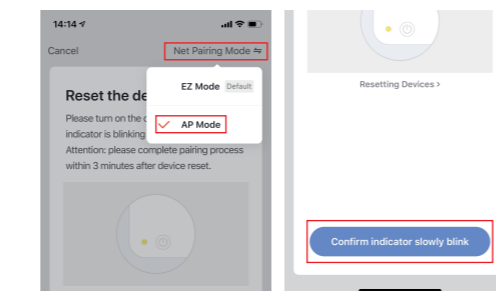 14:14
Cancel
Net Pairing Mode ⇋
EZ Mode Default
AP Mode
Reset the de
Please turn on the
indicator is blinking
Attention: please complete pairing process
within 3 minutes after device reset.
Resetting Devices >
Confirm indicator slowly blink